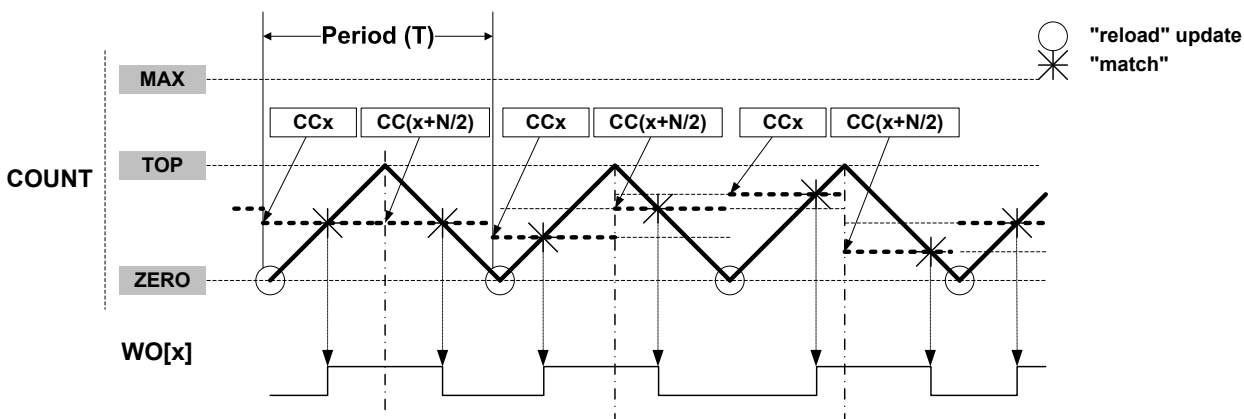 Period (T)
"reload" update
"match"
MAX
CCx
CC(x+N/2)
CCx
CC(x+N/2)
CCx
CC(x+N/2)
COUNT
TOP
ZERO
WO[x]